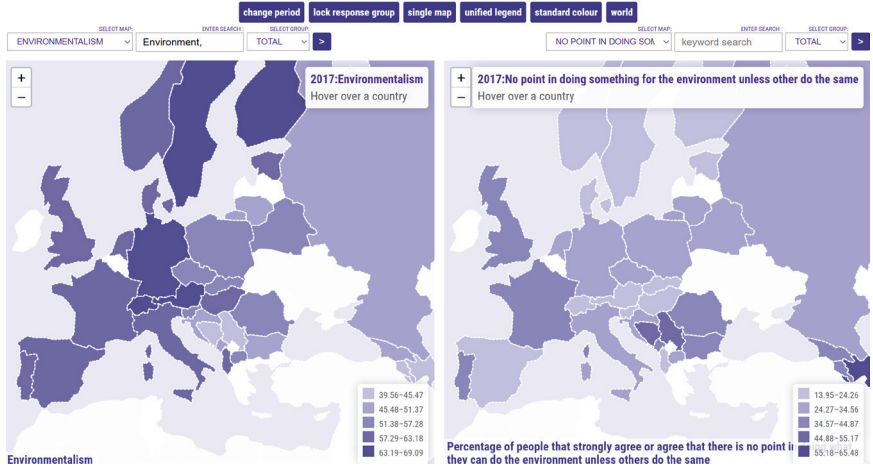 change period lock response group single map unified legend standard colour world
SELECT MAP: ENTER SEARCH : SELECT GROUP: SELECT MAP: ENTER SEARCH : SELECT GROUP:
ENVIRONMENTALISM Environment, TOTAL > NO POINT IN DOING SOM keyword search TOTAL >
+ 2017:Environmentalism
− Hover over a country
+ 2017:No point in doing something for the environment unless other do the same
− Hover over a country
39.56–45.47
45.48–51.37
51.38–57.28
57.29–63.18
63.19–69.09
Environmentalism
13.95–24.26
24.27–34.56
34.57–44.87
44.88–55.17
55.18–65.48
Percentage of people that strongly agree or agree that there is no point in what
they can do the environment unless others do the same